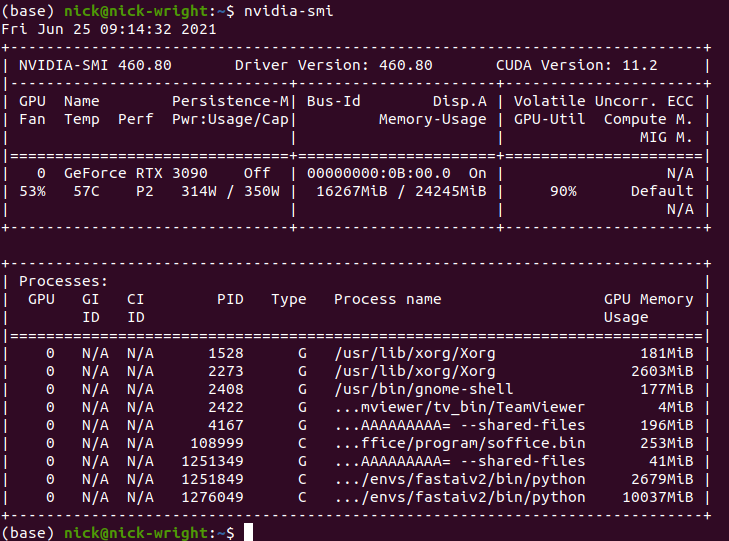 (base) nick@nick-wright:~$ nvidia-smi
Fri Jun 25 09:14:32 2021
+-----------------------------------------------------------------------------+
| NVIDIA-SMI 460.80       Driver Version: 460.80       CUDA Version: 11.2     |
|-------------------------------+----------------------+----------------------+
| GPU  Name        Persistence-M| Bus-Id        Disp.A | Volatile Uncorr. ECC |
| Fan  Temp  Perf  Pwr:Usage/Cap|         Memory-Usage | GPU-Util  Compute M. |
|                               |                      |               MIG M. |
|===============================+======================+======================|
|   0  GeForce RTX 3090    Off  | 00000000:0B:00.0  On |                  N/A |
| 53%   57C    P2   314W / 350W |  16267MiB / 24245MiB |     90%      Default |
|                               |                      |                  N/A |
+-------------------------------+----------------------+----------------------+
+-----------------------------------------------------------------------------+
| Processes:                                                                  |
|  GPU   GI   CI        PID   Type   Process name                  GPU Memory |
|        ID   ID                                                   Usage      |
|=============================================================================|
|    0   N/A  N/A      1528      G   /usr/lib/xorg/Xorg                181MiB |
|    0   N/A  N/A      2273      G   /usr/lib/xorg/Xorg               2603MiB |
|    0   N/A  N/A      2408      G   /usr/bin/gnome-shell              177MiB |
|    0   N/A  N/A      2422      G   ...mviewer/tv_bin/TeamViewer        4MiB |
|    0   N/A  N/A      4167      G   ...AAAAAAAAA= --shared-files      196MiB |
|    0   N/A  N/A    108999      C   ...ffice/program/soffice.bin      253MiB |
|    0   N/A  N/A   1251349      G   ...AAAAAAAAA= --shared-files       41MiB |
|    0   N/A  N/A   1251849      C   .../envs/fastaiv2/bin/python     2679MiB |
|    0   N/A  N/A   1276049      C   .../envs/fastaiv2/bin/python    10037MiB |
+-----------------------------------------------------------------------------+
(base) nick@nick-wright:~$